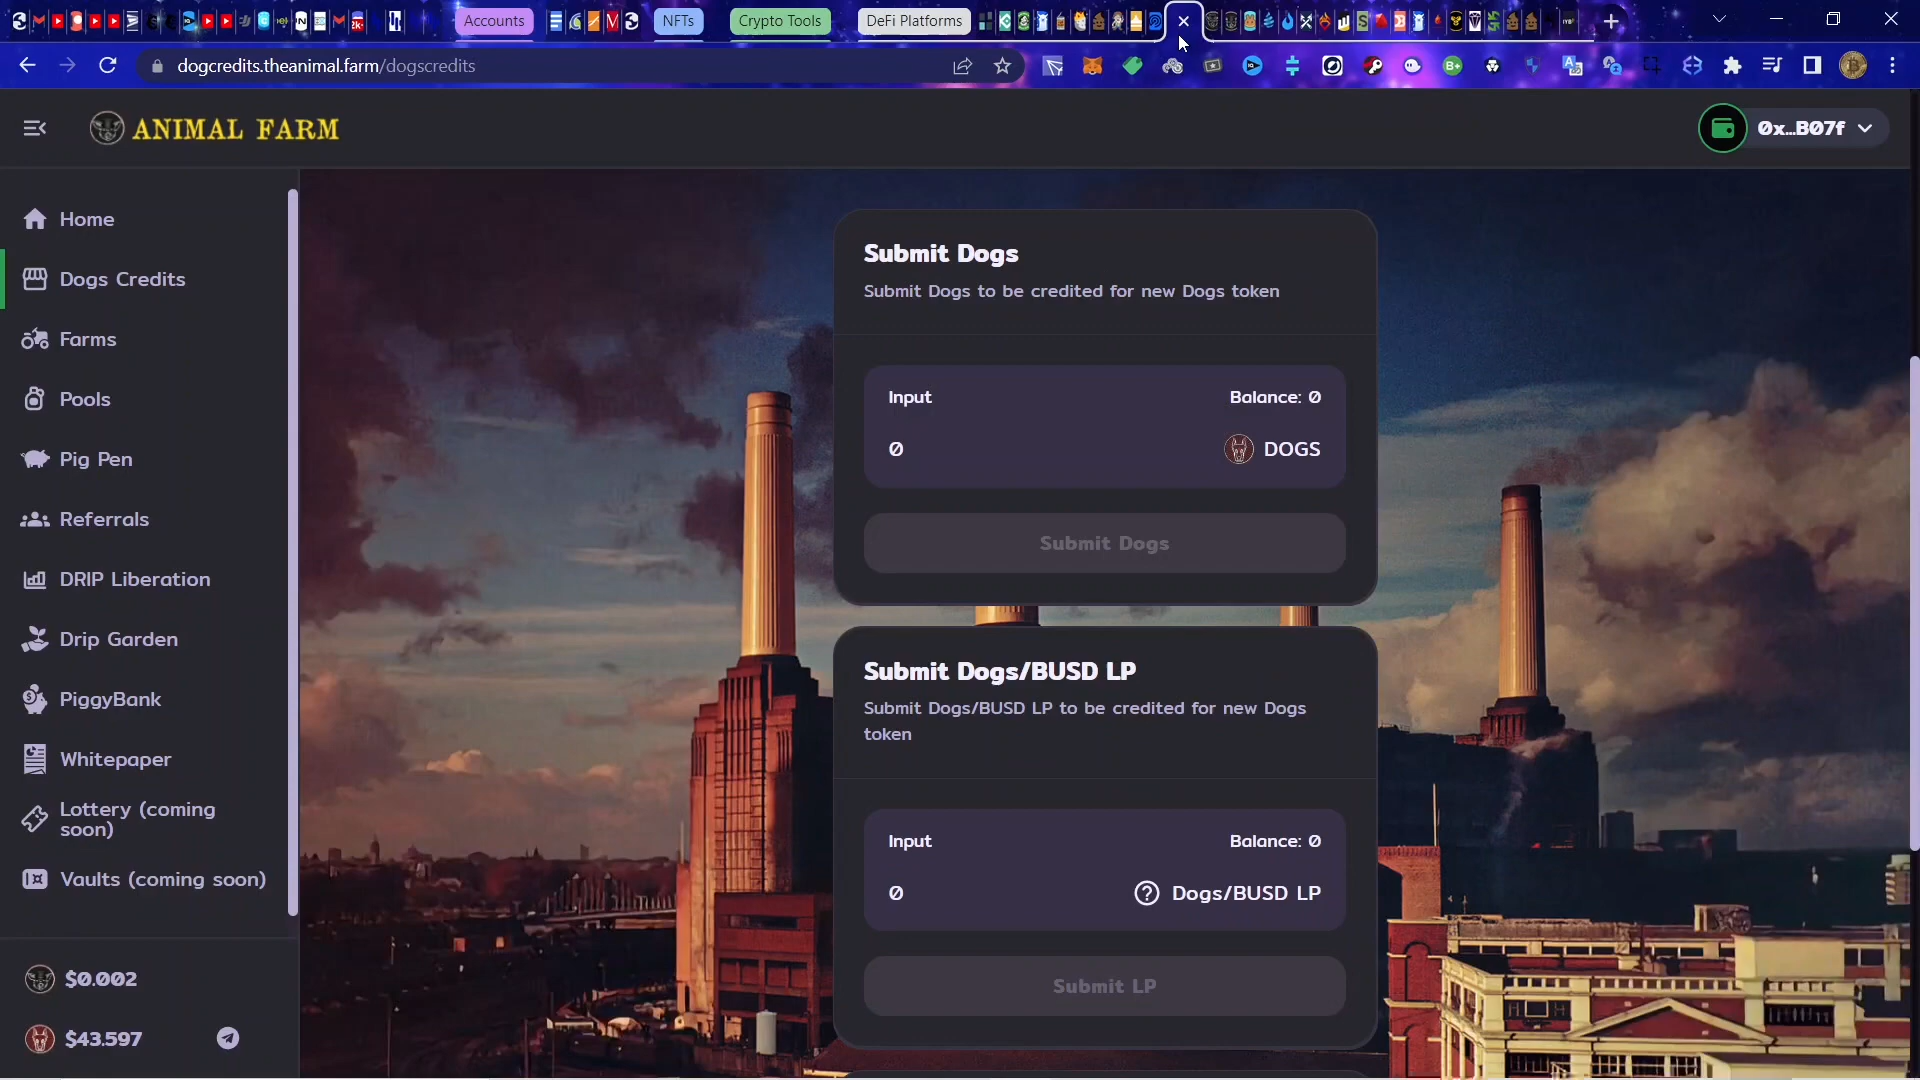 Accounts
NFTs
Crypto Tools
DeFi Platforms
dogcredits.theanimal.farm/dogscredits
ANIMAL FARM
0x...B07f
Home
Dogs Credits
Farms
Pools
Pig Pen
Referrals
DRIP Liberation
Drip Garden
PiggyBank
Whitepaper
Lottery (coming
soon)
Vaults (coming soon)
$0.002
$43.597
Submit Dogs
Submit Dogs to be credited for new Dogs token
Input
Balance: 0
0
DOGS
Submit Dogs
Submit Dogs/BUSD LP
Submit Dogs/BUSD LP to be credited for new Dogs
token
Input
Balance: 0
0
Dogs/BUSD LP
Submit LP